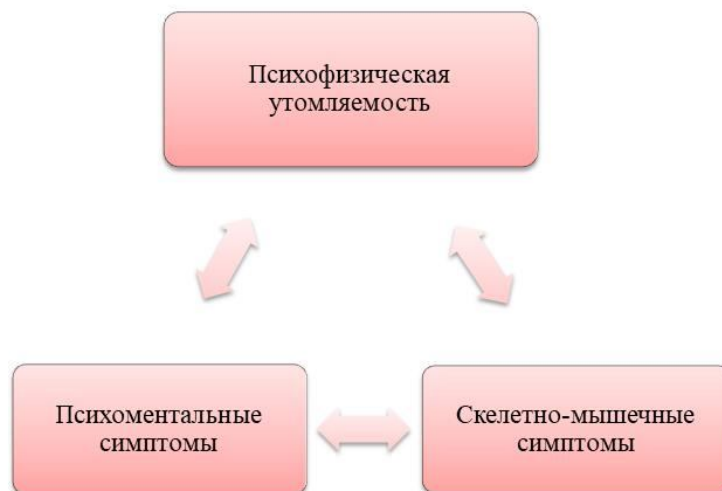 Психофизическая
утомляемость
Психоментальные
симптомы
Скелетно-мышечные
симптомы